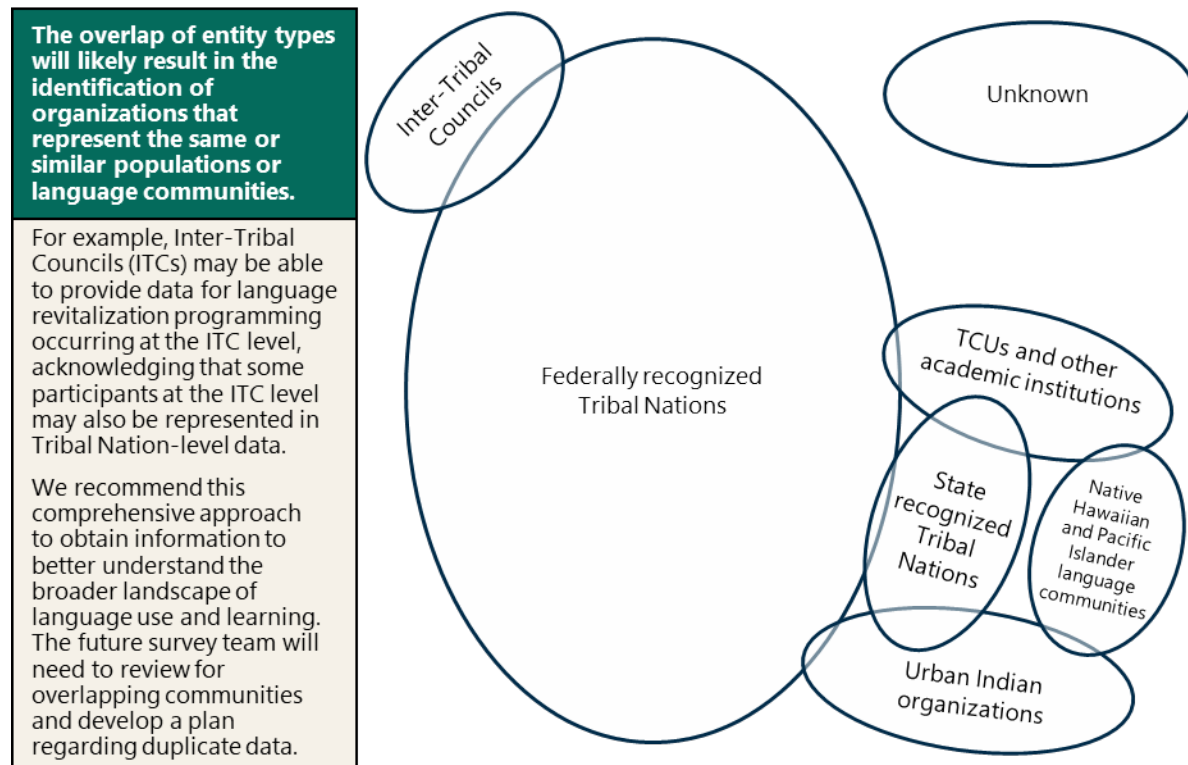 The overlap of entity types
will likely result in the
identification of
organizations that
represent the same or
similar populations or
language communities.
For example, Inter-Tribal
Councils (ITCs) may be able
to provide data for language
revitalization programming
occurring at the ITC level,
acknowledging that some
participants at the ITC level
may also be represented in
Tribal Nation-level data.
We recommend this
comprehensive approach
to obtain information to
better understand the
broader landscape of
language use and learning.
The future survey team will
need to review for
overlapping communities
and develop a plan
regarding duplicate data.
Inter-Tribal
Councils
Unknown
Federally recognized
Tribal Nations
TCUs and other
academic institutions
State
recognized
Tribal
Nations
Native
Hawaiian
and Pacific
Islander
language
communities
Urban Indian
organizations